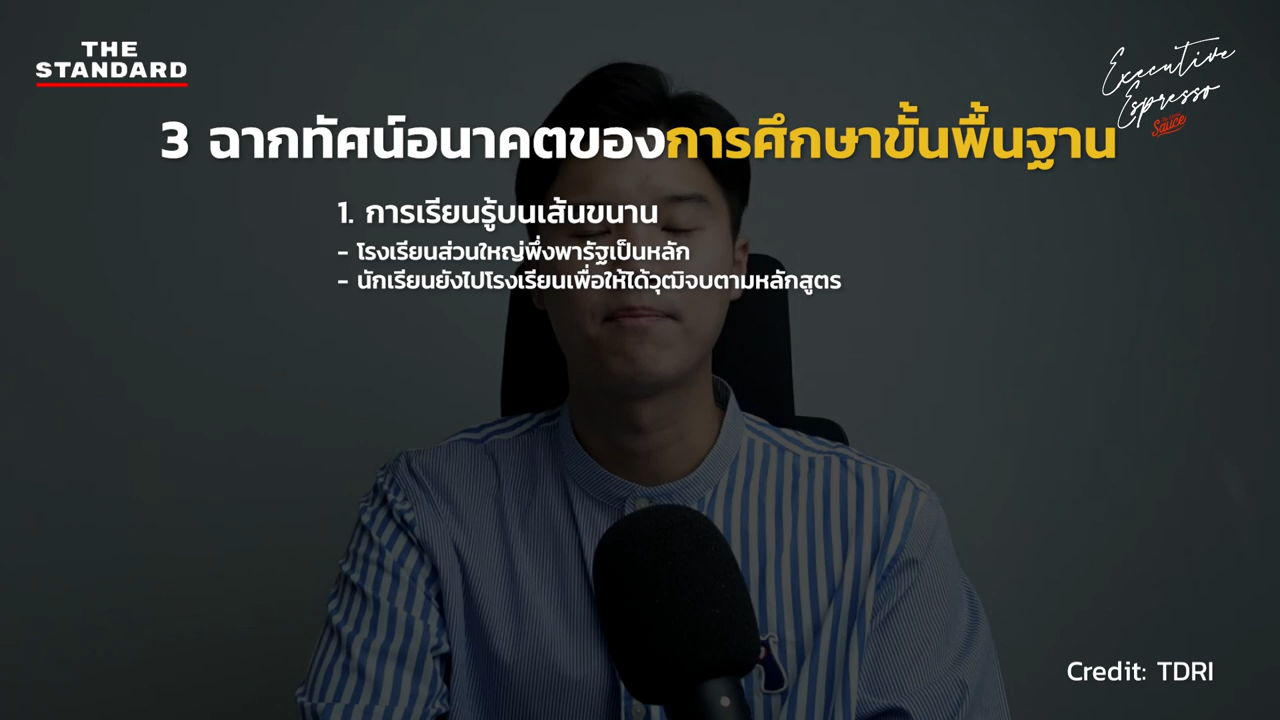 THE
STANDARD
Executive
Espresso
Sauce
3 ฉากทัศน์อนาคตของการศึกษาขั้นพื้นฐาน
1. การเรียนรู้บนเส้นขนาน
- โรงเรียนส่วนใหญ่พึ่งพารัฐเป็นหลัก
- นักเรียนยังไปโรงเรียนเพื่อให้ได้วุฒิจบตามหลักสูตร
Credit: TDRI